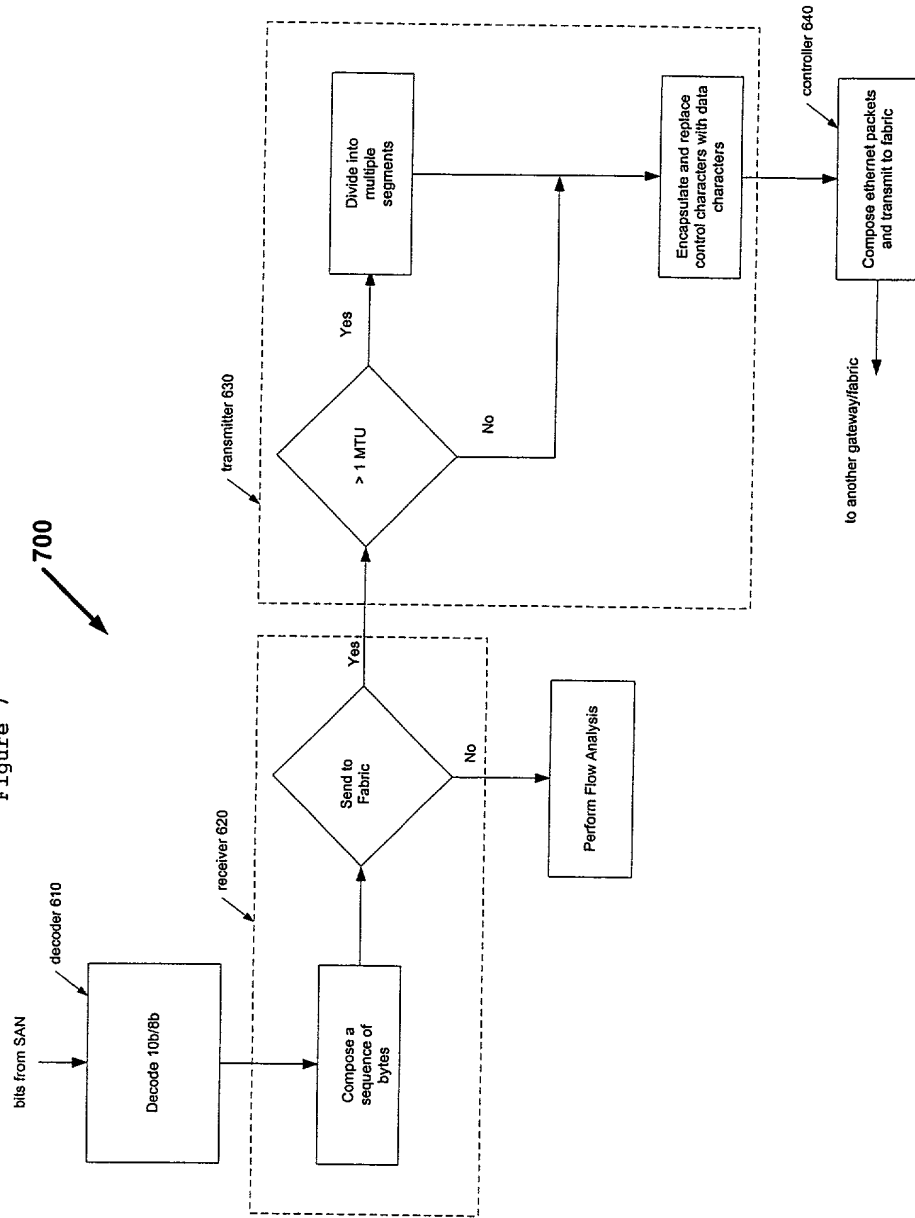 Figure 7
700
bits from SAN
decoder 610
Decode 10b/8b
receiver 620
Compose a
sequence of
bytes
Send to
Fabric
Yes
No
Perform Flow Analysis
transmitter 630
> 1 MTU
Yes
No
Divide into
multiple
segments
Encapsulate and replace
control characters with data
characters
controller 640
Compose ethernet packets
and transmit to fabric
to another gateway/fabric